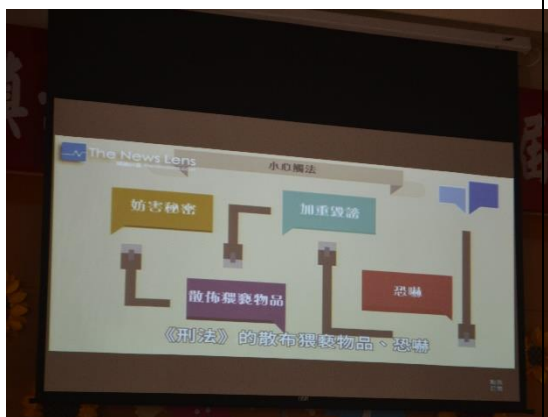 The News Lens
小心觸法
妨害秘密
加重毀謗
散佈猥褻物品
恐嚇
《刑法》的散布猥褻物品、恐嚇